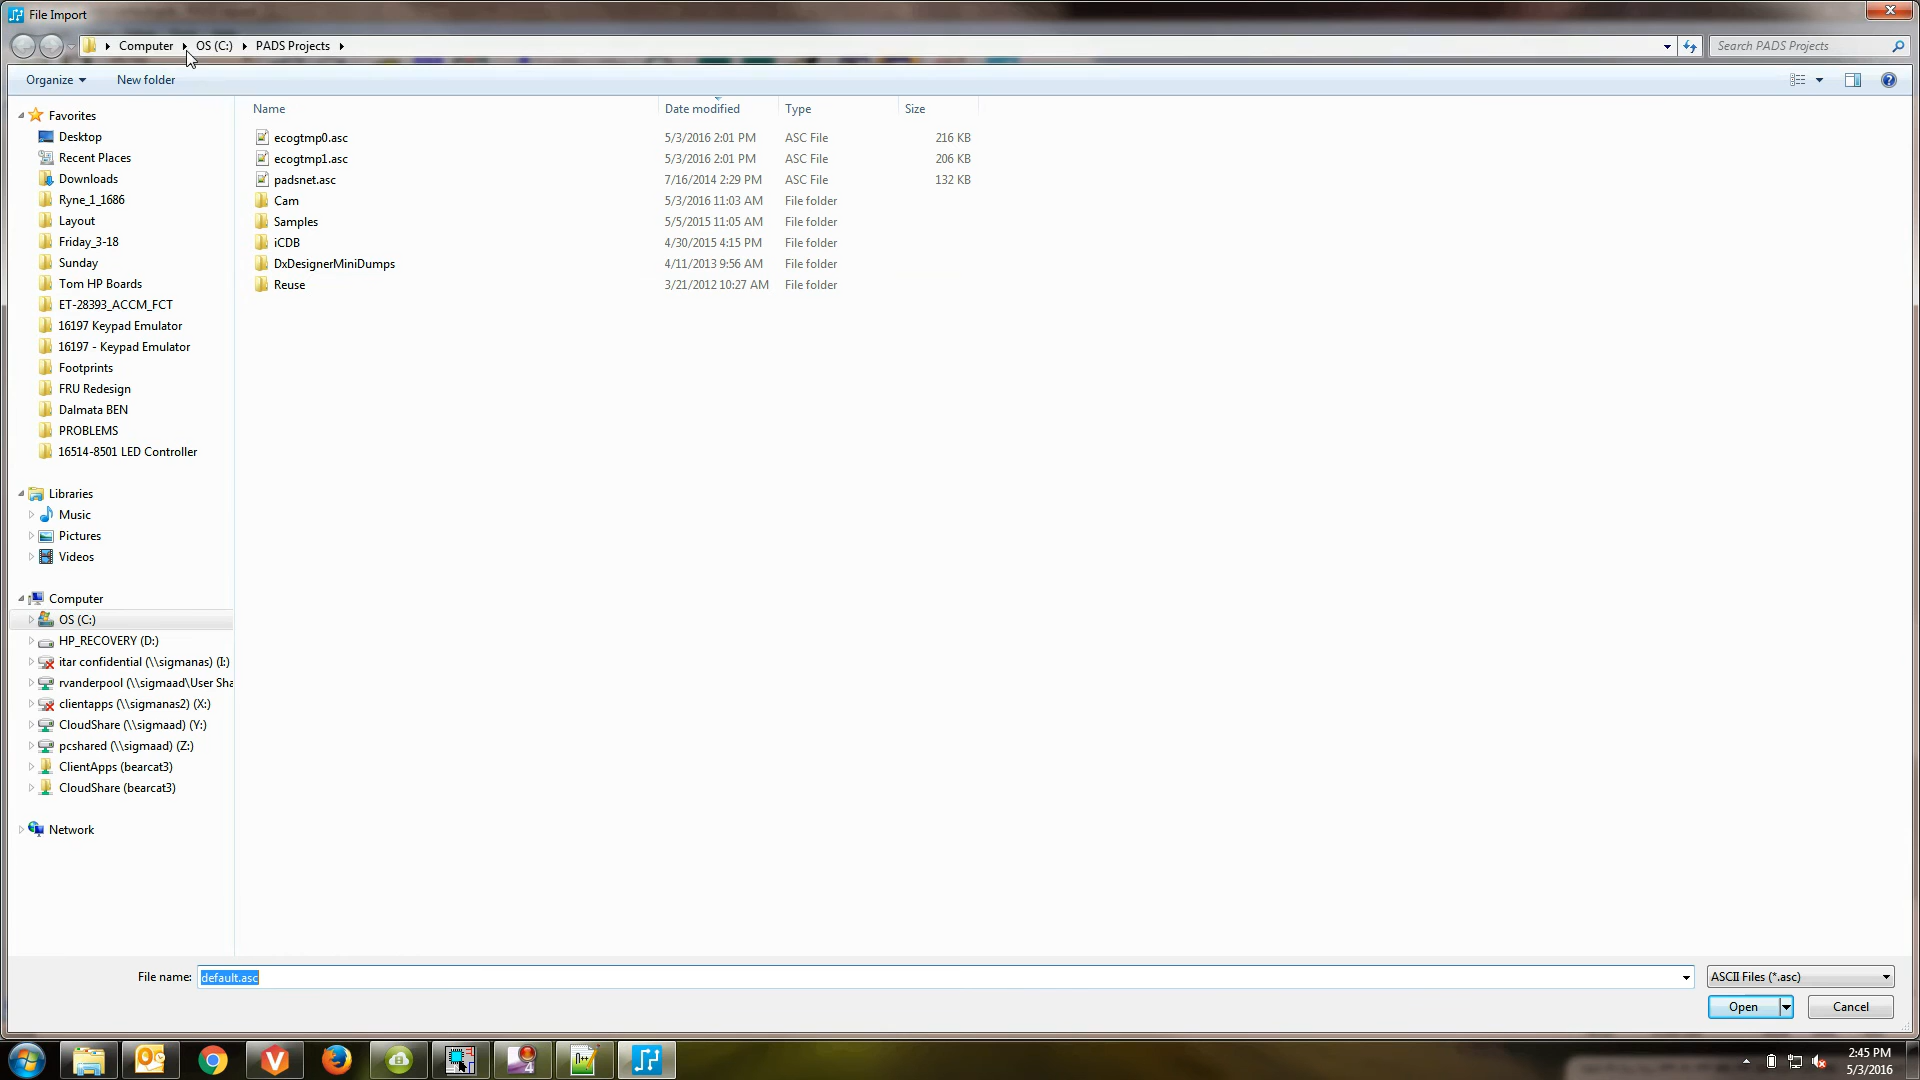 File Import
Computer OS (C:) PADS Projects
Search PADS Projects
Organize New folder
Name Date modified Type Size
ecogtmp0.asc 5/3/2016 2:01 PM ASC File 216 KB
ecogtmp1.asc 5/3/2016 2:01 PM ASC File 206 KB
padsnet.asc 7/16/2014 2:29 PM ASC File 132 KB
Cam 5/3/2016 11:03 AM File folder
Samples 5/5/2015 11:05 AM File folder
iCDB 4/30/2015 4:15 PM File folder
DxDesignerMiniDumps 4/11/2013 9:56 AM File folder
Reuse 3/21/2012 10:27 AM File folder
Favorites
Desktop
Recent Places
Downloads
Ryne_1_1686
Layout
Friday_3-18
Sunday
Tom HP Boards
ET-28393_ACCM_FCT
16197 Keypad Emulator
16197 - Keypad Emulator
Footprints
FRU Redesign
Dalmata BEN
PROBLEMS
16514-8501 LED Controller
Libraries
Music
Pictures
Videos
Computer
OS (C:)
HP_RECOVERY (D:)
itar confidential (\\sigmanas) (I:)
rvanderpool (\\sigmaad\User Sha
clientapps (\\sigmanas2) (X:)
CloudShare (\\sigmaad) (Y:)
pcshared (\\sigmaad) (Z:)
ClientApps (bearcat3)
CloudShare (bearcat3)
Network
File name: default.asc
ASCII Files (*.asc)
Open Cancel
2:45 PM
5/3/2016